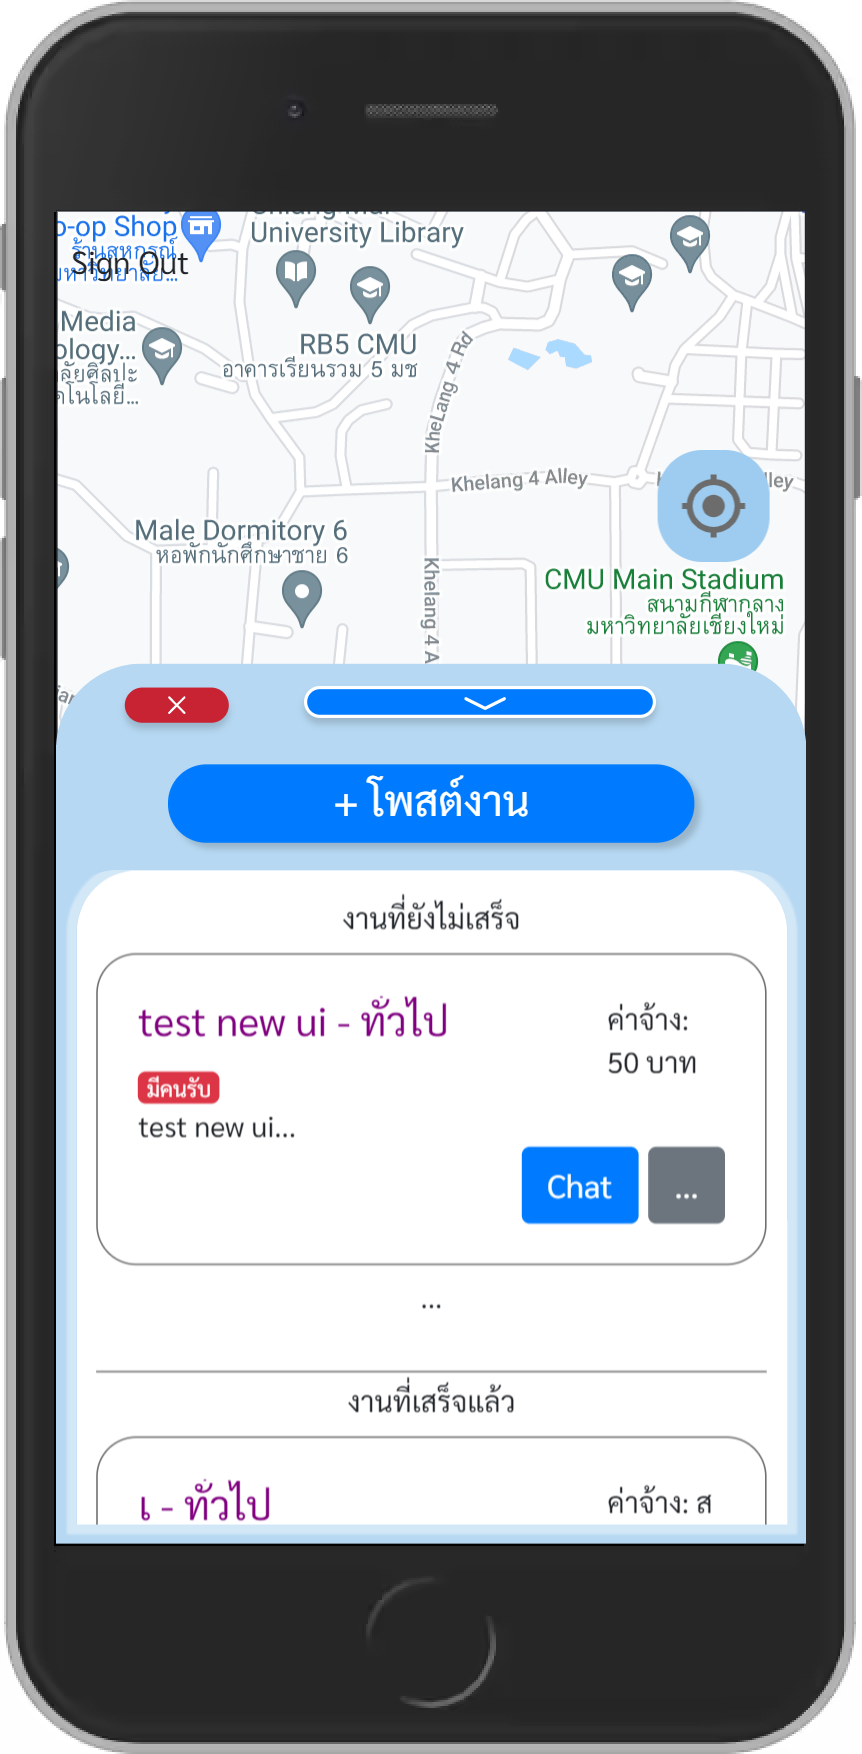 o-op Shop
ร้านสหกรณ์
มหาวิทยาลัย...
Sign Out
University Library
Media
ology...
ลัยศิลปะ
คโนโลยี...
RB5 CMU
อาคารเรียนรวม 5 มช
KheLang 4 Rd
Khelang 4 Alley
lley
Male Dormitory 6
หอพักนักศึกษาชาย 6
Khelang 4 A
CMU Main Stadium
สนามกีฬากลาง
มหาวิทยาลัยเชียงใหม่
+ โพสต์งาน
งานที่ยังไม่เสร็จ
test new ui - ทั่วไป
ค่าจ้าง:
50 บาท
มีคนรับ
test new ui...
Chat
...
...
งานที่เสร็จแล้ว
เ - ทั่วไป
ค่าจ้าง: ส